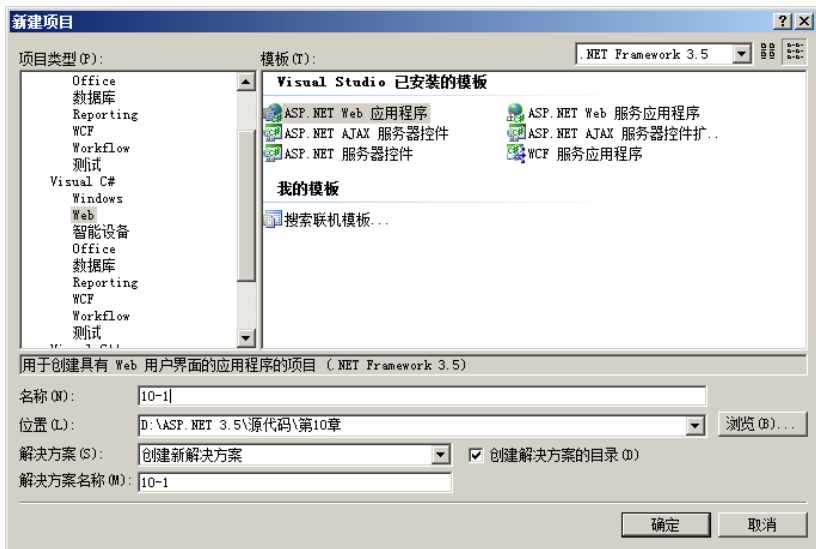 新建项目
项目类型(P):
模板(T):
.NET Framework 3.5
Office
数据库
Reporting
WCF
Workflow
测试
Visual C#
Windows
Web
智能设备
Office
数据库
Reporting
WCF
Workflow
测试
Visual Studio 已安装的模板
ASP.NET Web 应用程序
ASP.NET Web 服务应用程序
ASP.NET AJAX 服务器控件
ASP.NET AJAX 服务器控件扩..
ASP.NET 服务器控件
WCF 服务应用程序
我的模板
搜索联机模板...
用于创建具有 Web 用户界面的应用程序的项目 (.NET Framework 3.5)
名称(N):
10-1
位置(L):
D:\ASP.NET 3.5\源代码\第10章
浏览(B)...
解决方案(S):
创建新解决方案
创建解决方案的目录(D)
解决方案名称(M):
10-1
确定
取消